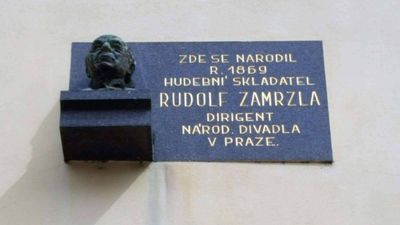 ZDE SE NARODIL
R. 1869
HUDEBNÍ SKLADATEL
RUDOLF ZAMRZLA
DIRIGENT
NÁROD. DIVADLA
V PRAZE.